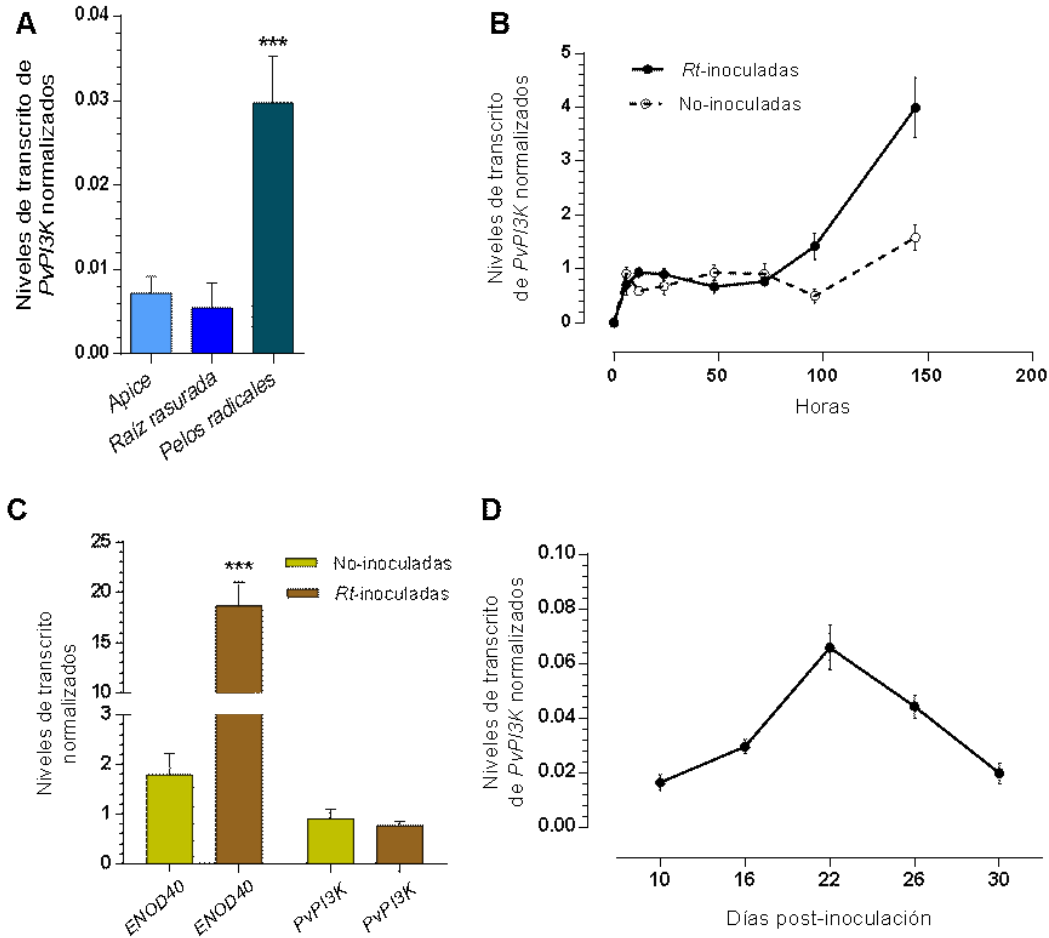 A
Niveles de transcrito de
PvPI3K normalizados
0.04
0.03
0.02
0.01
0.00
***
Apice
Raíz rasurada
Pelos radicales
B
Niveles de transcrito
de PvPI3K normalizados
5
4
3
2
1
0
Rt-inoculadas
No-inoculadas
0
50
100
150
200
Horas
C
Niveles de transcrito
normalizados
25
20
15
10
3
2
1
0
***
No-inoculadas
Rt-inoculadas
ENOD40
ENOD40
PvPI3K
PvPI3K
D
Niveles de transcrito
de PvPI3K normalizados
0.10
0.08
0.06
0.04
0.02
0.00
10
16
22
26
30
Días post-inoculación